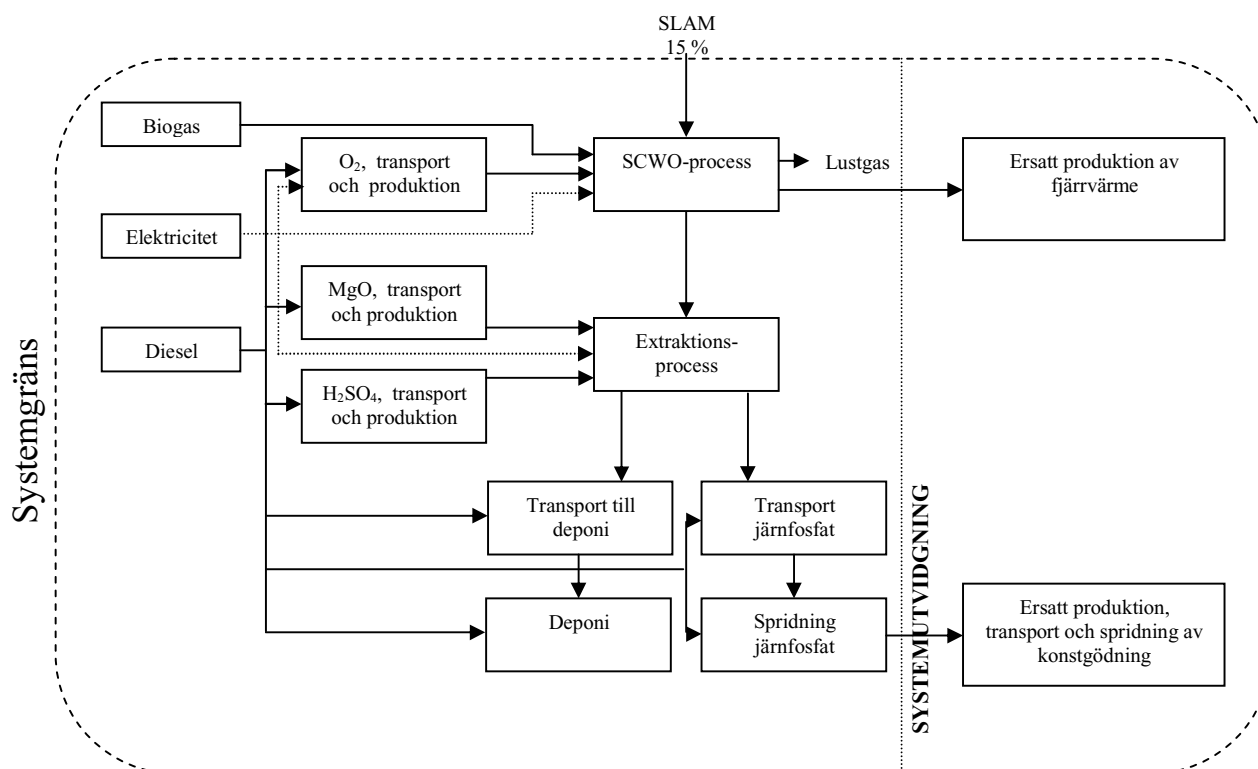 SLAM
15 %
Biogas
O₂, transport
och produktion
SCWO-process
Lustgas
Ersatt produktion av
fjärrvärme
Elektricitet
MgO, transport
och produktion
Diesel
Extraktions-
process
H₂SO₄, transport
och produktion
Systemgräns
Transport till
deponi
Transport
järnfosfat
SYSTEMUTVIDGNING
Deponi
Spridning
järnfosfat
Ersatt produktion,
transport och spridning av
konstgödning